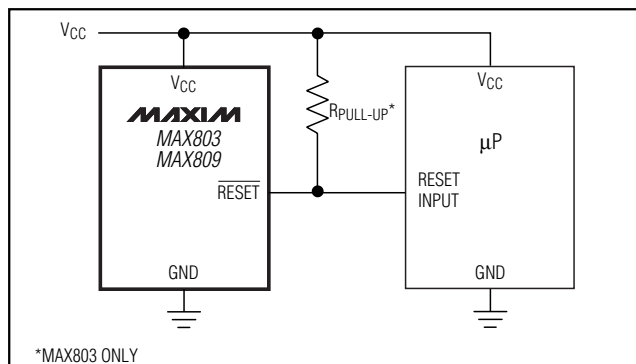 VCC
VCC
MAXIM
MAX803
MAX809
RESET
GND
RPULL-UP*
VCC
μP
RESET
INPUT
GND
*MAX803 ONLY